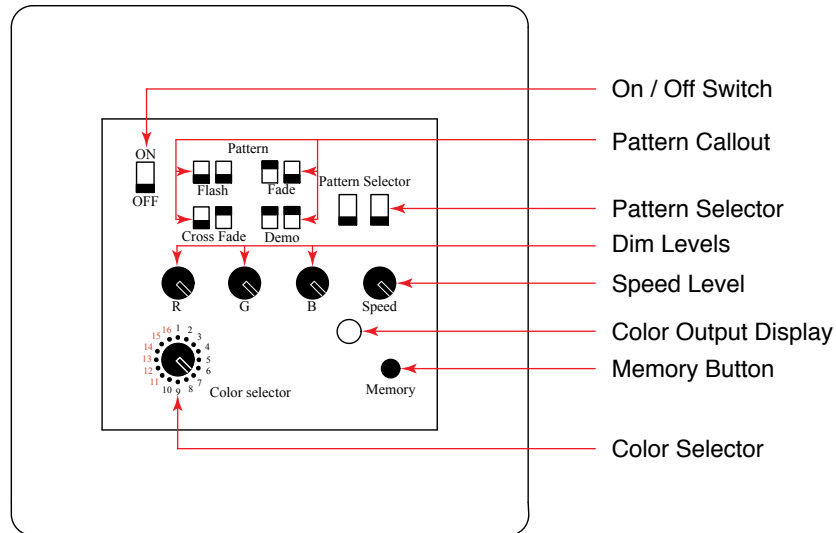 On / Off Switch
Pattern Callout
ON
Pattern
Flash
Fade
Pattern Selector
OFF
Pattern Selector
Cross Fade
Demo
Dim Levels
R
G
B
Speed
Speed Level
Color Output Display
16 1 2
15 3
14 4
13 5
12 6
11 7
10 9 8
Color selector
Memory
Memory Button
Color Selector